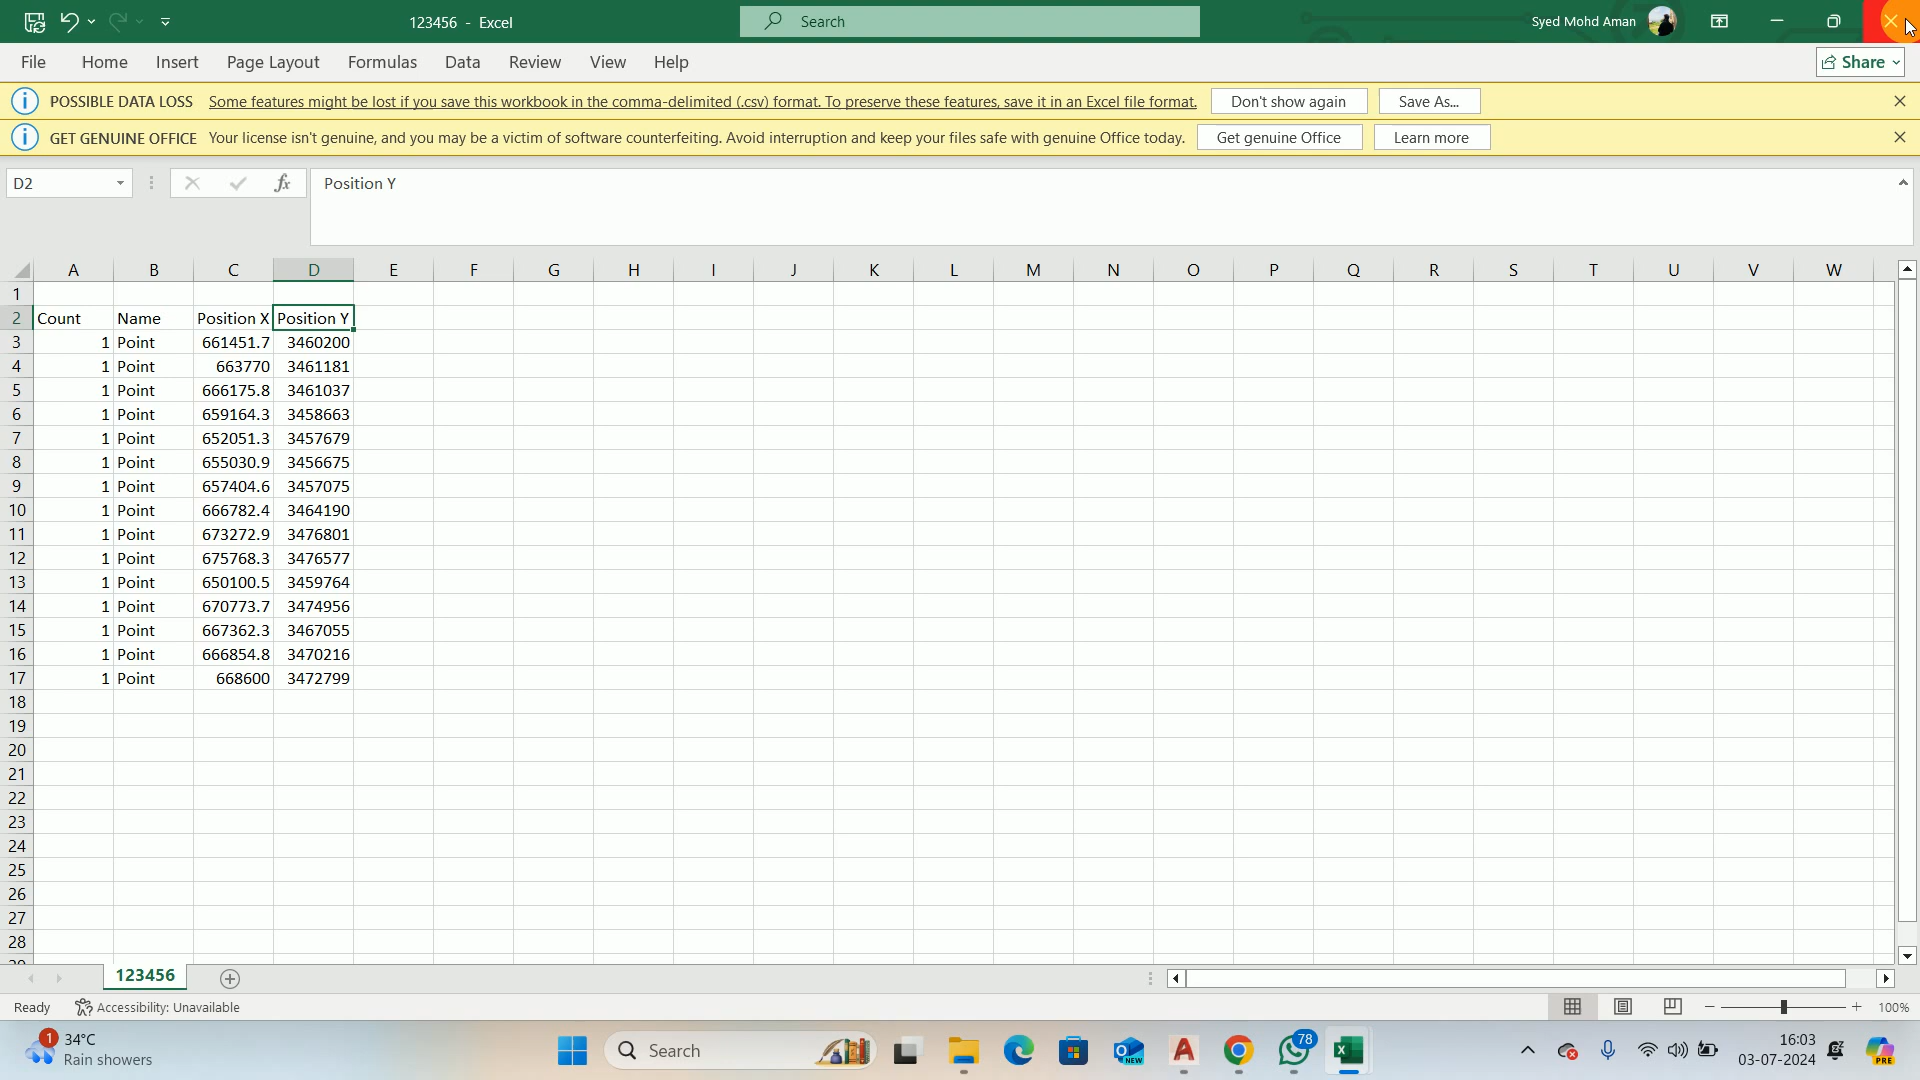 123456 - Excel
Search
Syed Mohd Aman
File Home Insert Page Layout Formulas Data Review View Help
Share
POSSIBLE DATA LOSS Some features might be lost if you save this workbook in the comma-delimited (.csv) format. To preserve these features, save it in an Excel file format. Don't show again Save As...
GET GENUINE OFFICE Your license isn't genuine, and you may be a victim of software counterfeiting. Avoid interruption and keep your files safe with genuine Office today. Get genuine Office Learn more
D2 fx Position Y
A B C D E F G H I J K L M N O P Q R S T U V W
1
2 Count Name Position X Position Y
3 1 Point 661451.7 3460200
4 1 Point 663770 3461181
5 1 Point 666175.8 3461037
6 1 Point 659164.3 3458663
7 1 Point 652051.3 3457679
8 1 Point 655030.9 3456675
9 1 Point 657404.6 3457075
10 1 Point 666782.4 3464190
11 1 Point 673272.9 3476801
12 1 Point 675768.3 3476577
13 1 Point 650100.5 3459764
14 1 Point 670773.7 3474956
15 1 Point 667362.3 3467055
16 1 Point 666854.8 3470216
17 1 Point 668600 3472799
18
19
20
21
22
23
24
25
26
27
28
29
123456
Ready Accessibility: Unavailable 100%
1 34°C
Rain showers
Search
NEW
78
16:03
03-07-2024
PRE